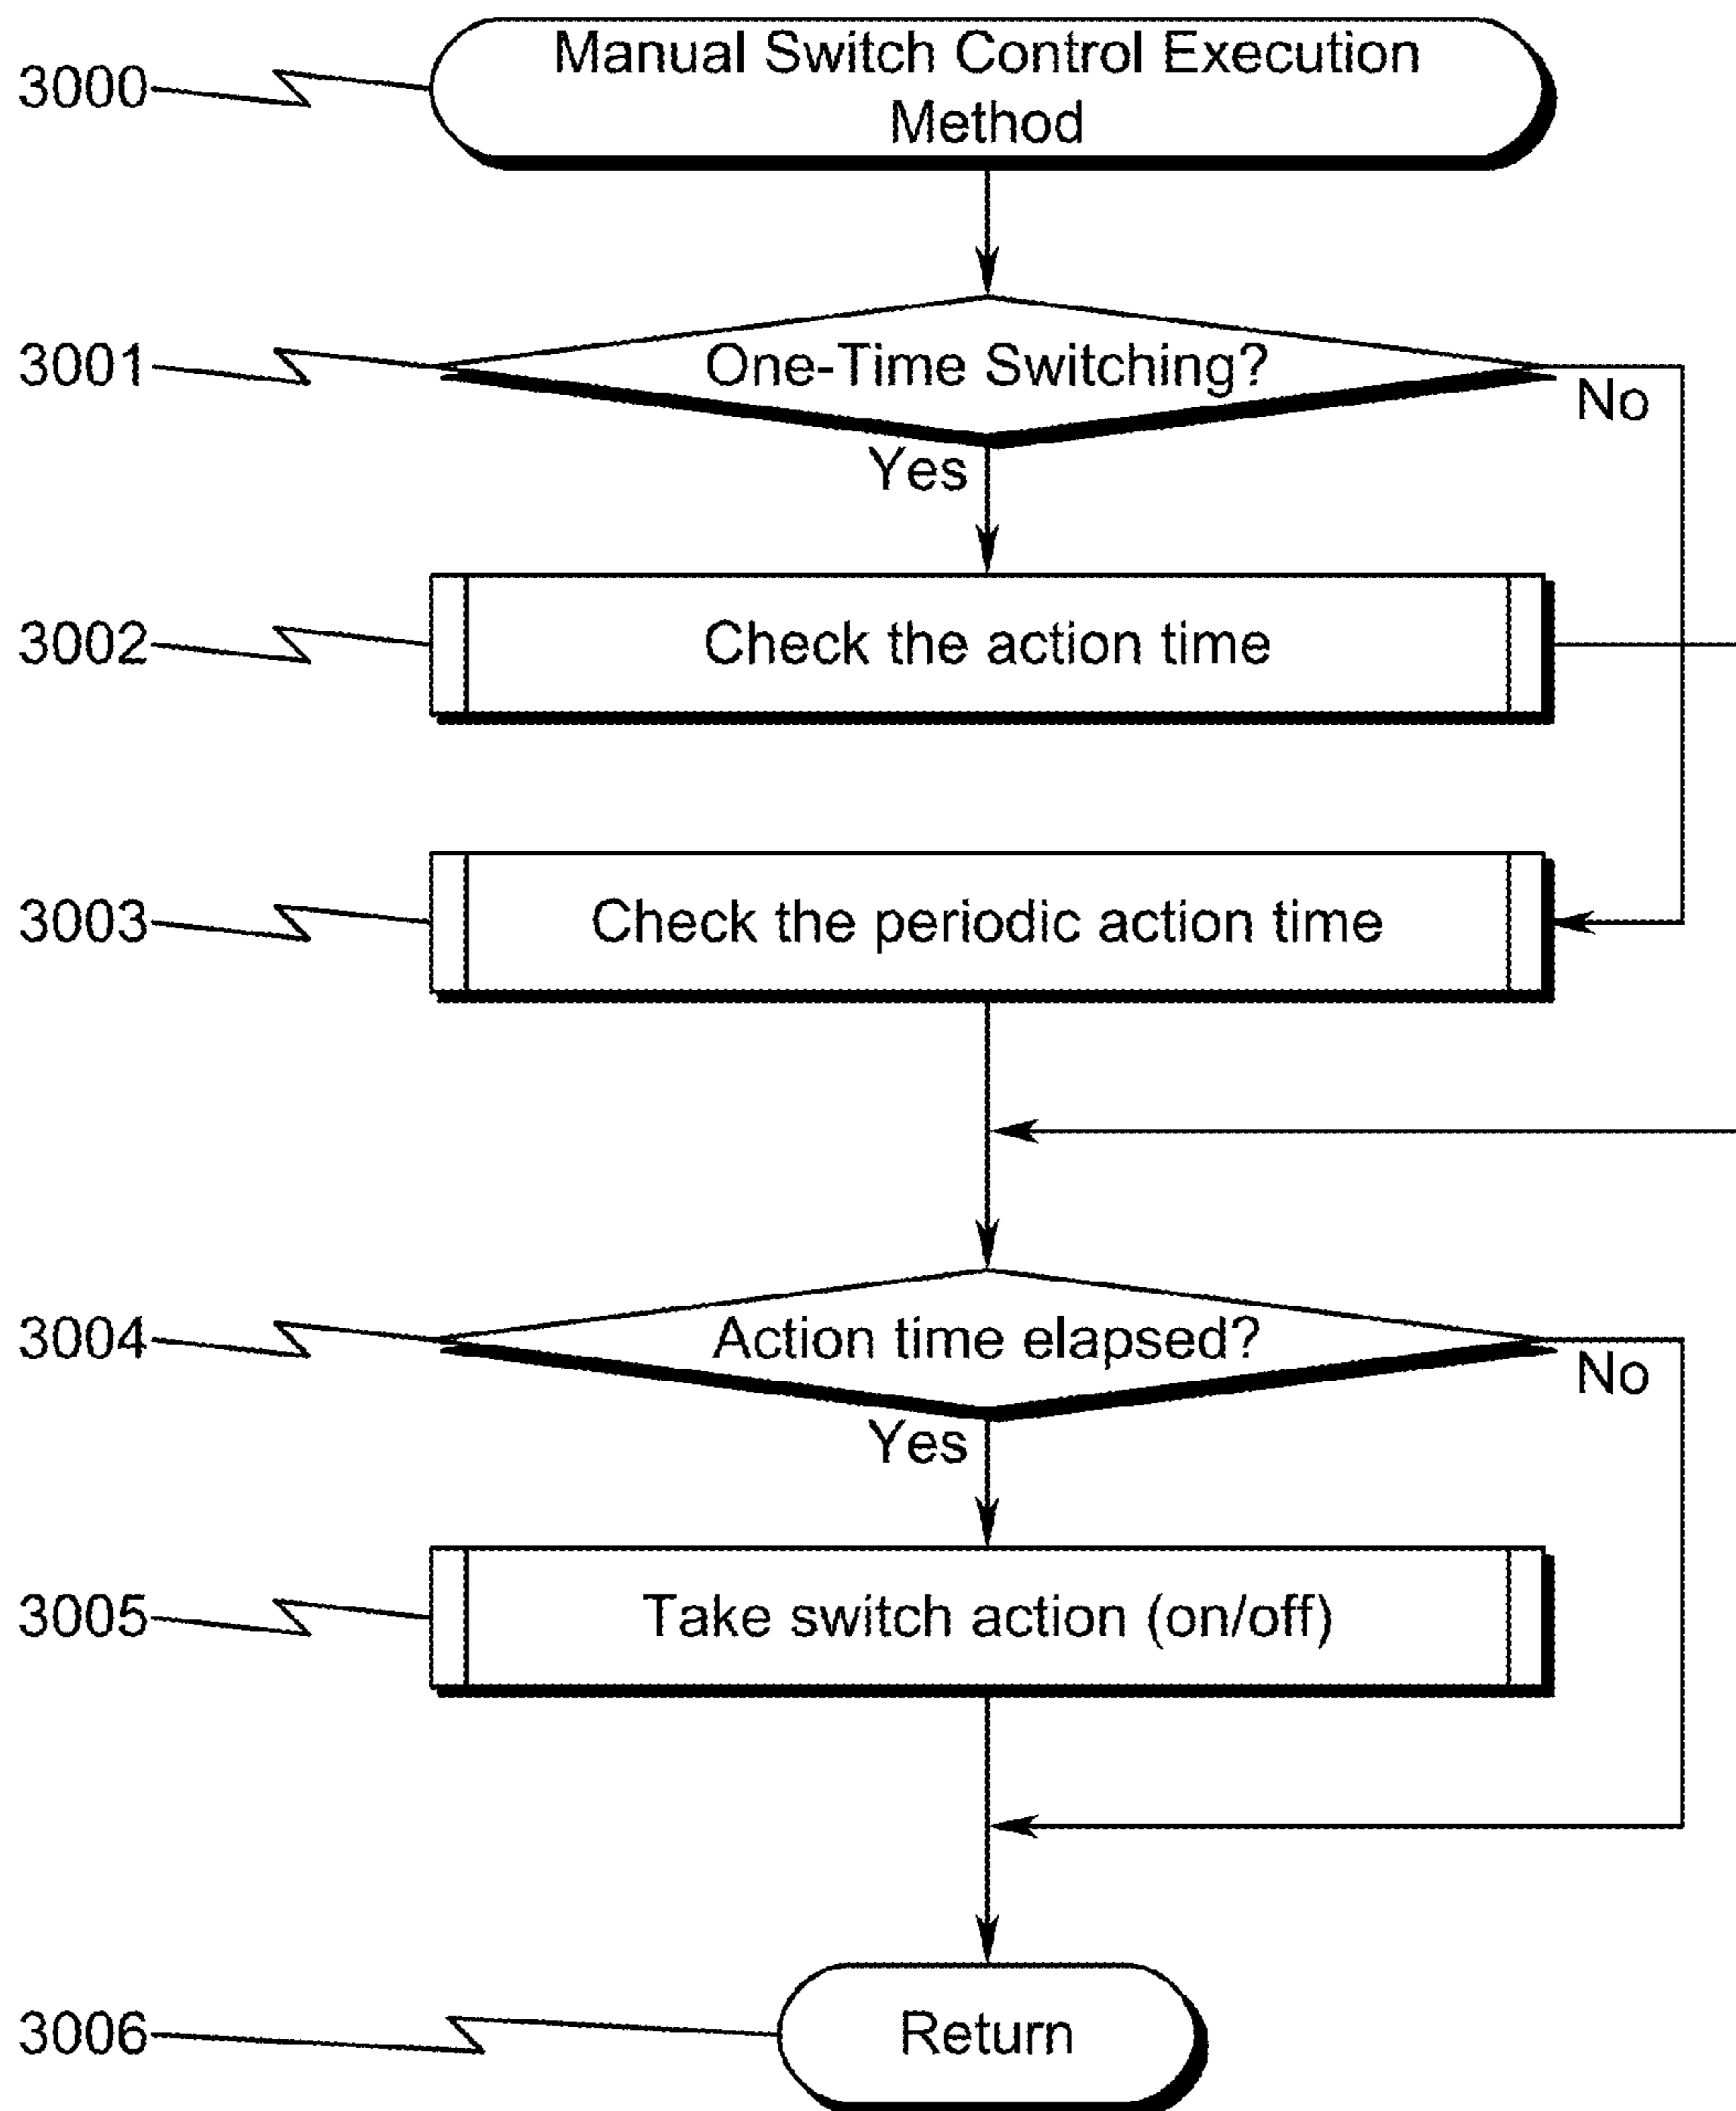 3000
Manual Switch Control Execution
Method
3001
One-Time Switching?
No
Yes
3002
Check the action time
3003
Check the periodic action time
3004
Action time elapsed?
No
Yes
3005
Take switch action (on/off)
3006
Return